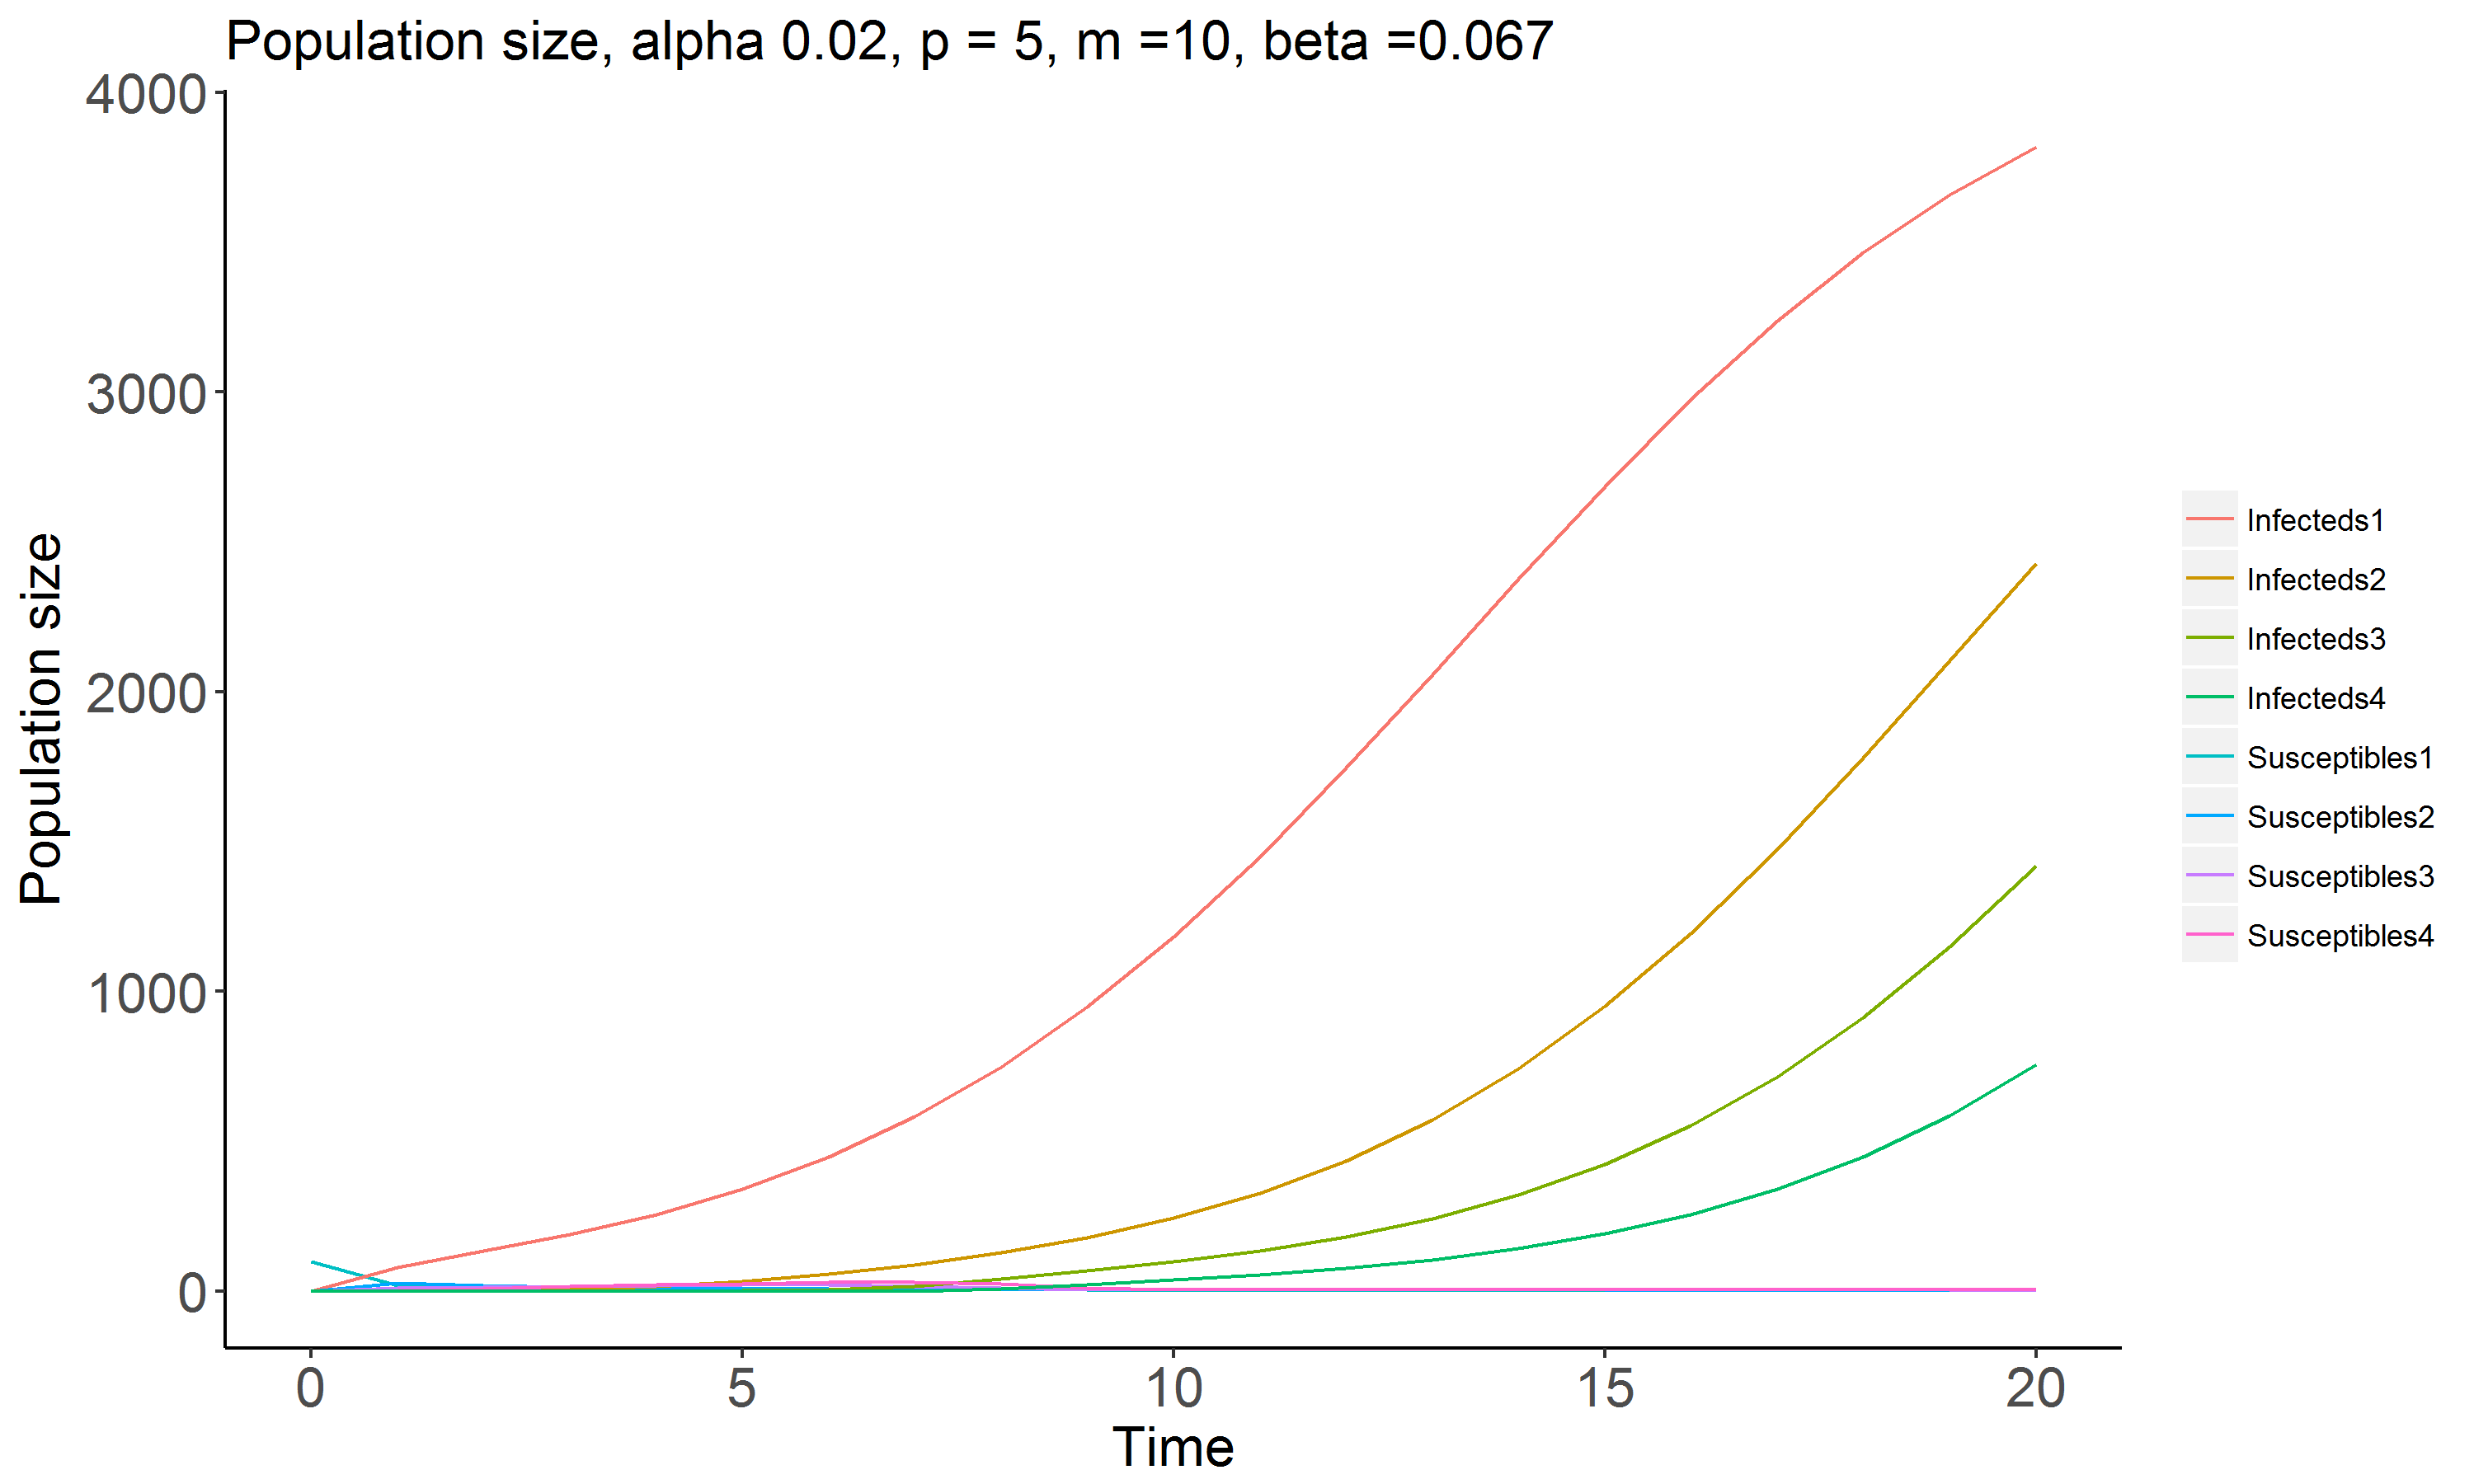 Population size, alpha 0.02, p = 5, m =10, beta =0.067
4000
3000
2000
1000
0
Population size
0 5 10 15 20
Time
Infecteds1
Infecteds2
Infecteds3
Infecteds4
Susceptibles1
Susceptibles2
Susceptibles3
Susceptibles4